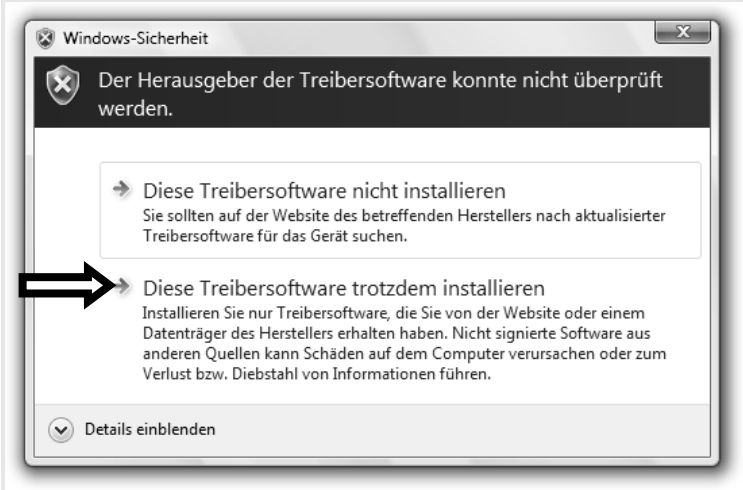 Windows-Sicherheit
X
Der Herausgeber der Treibersoftware konnte nicht überprüft
werden.
Diese Treibersoftware nicht installieren
Sie sollten auf der Website des betreffenden Herstellers nach aktualisierter
Treibersoftware für das Gerät suchen.
Diese Treibersoftware trotzdem installieren
Installieren Sie nur Treibersoftware, die Sie von der Website oder einem
Datenträger des Herstellers erhalten haben. Nicht signierte Software aus
anderen Quellen kann Schäden auf dem Computer verursachen oder zum
Verlust bzw. Diebstahl von Informationen führen.
Details einblenden